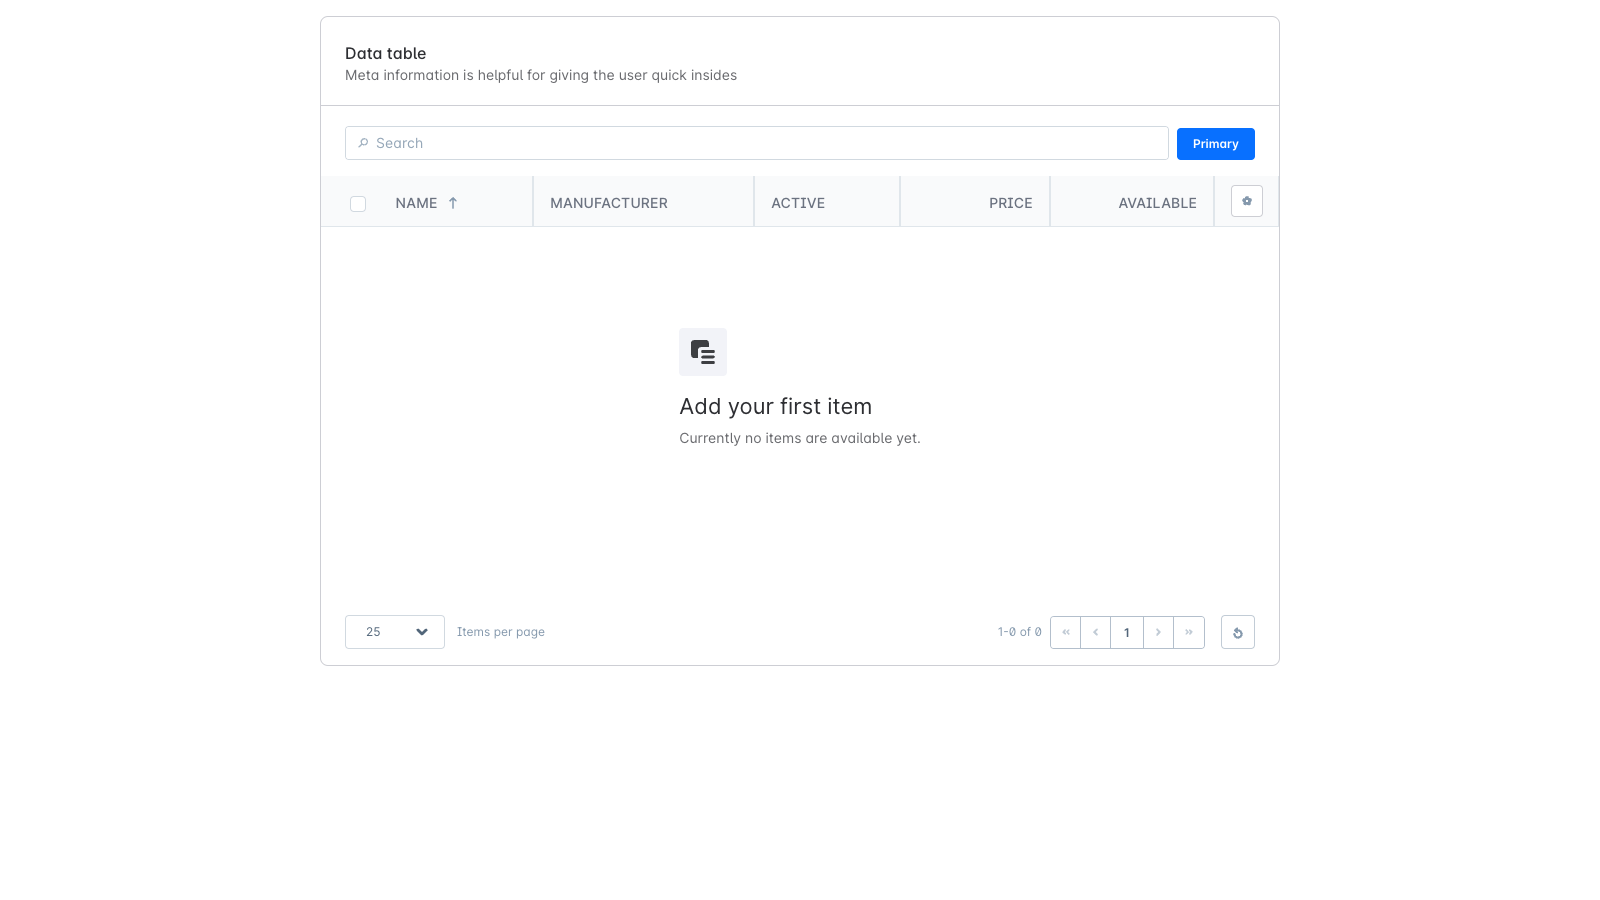 Data table
Meta information is helpful for giving the user quick insides
Search
Primary
NAME
MANUFACTURER
ACTIVE
PRICE
AVAILABLE
Add your first item
Currently no items are available yet.
25
Items per page
1-0 of 0
«
‹
1
›
»